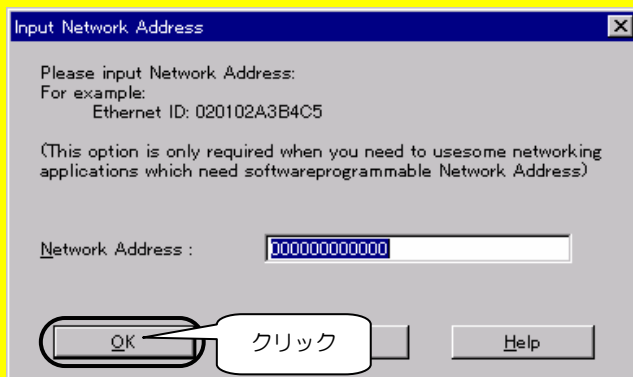 Input Network Address
Please input Network Address:
For example:
Ethernet ID: 020102A3B4C5
(This option is only required when you need to usesome networking
applications which need softwareprogrammable Network Address)
Network Address :
000000000000
OK
クリック
Help